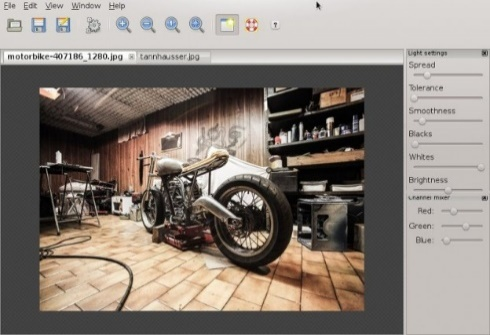 File Edit View Window Help
motorbike-407186_1280.jpg tannhausser.jpg
Light settings
Spread
Tolerance
Smoothness
Blacks
Whites
Brightness
Channel mixer
Red:
Green:
Blue: